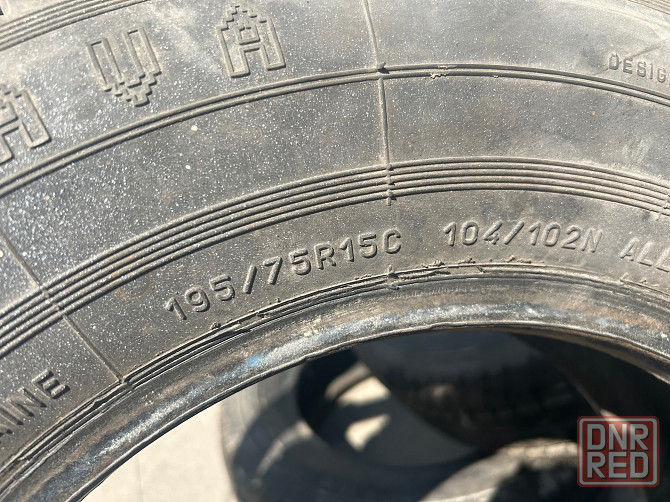 DESIG
195/75R15C 104/102N ALL
AINE
DNR
RED